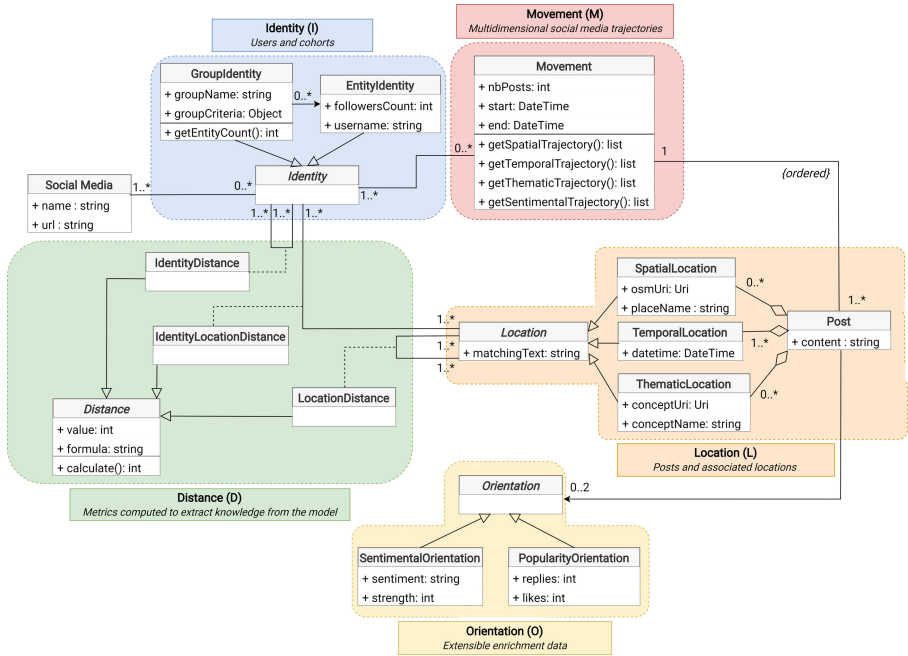 Movement (M)
Multidimensional social media trajectories
Identity (I)
Users and cohorts
GroupIdentity
+ groupName: string
+ groupCriteria: Object
+ getEntityCount(): int
0..*
EntityIdentity
+ followersCount: int
+ username: string
Movement
+ nbPosts: int
+ start: DateTime
+ end: DateTime
+ getSpatialTrajectory(): list
+ getTemporalTrajectory(): list
+ getThematicTrajectory(): list
+ getSentimentalTrajectory(): list
0..*
1
{ordered}
Identity
Social Media
+ name : string
+ url : string
1..*
0..*
1..*
1..*
1..*
1..*
IdentityDistance
IdentityLocationDistance
LocationDistance
Distance
+ value: int
+ formula: string
+ calculate(): int
Distance (D)
Metrics computed to extract knowledge from the model
SpatialLocation
+ osmUri: Uri
+ placeName : string
0..*
1..*
1..*
1..*
1..*
Location
+ matchingText: string
TemporalLocation
+ datetime: DateTime
1..*
Post
+ content : string
ThematicLocation
+ conceptUri: Uri
+ conceptName: string
0..*
Location (L)
Posts and associated locations
Orientation
0..2
SentimentalOrientation
+ sentiment: string
+ strength: int
PopularityOrientation
+ replies: int
+ likes: int
Orientation (O)
Extensible enrichment data